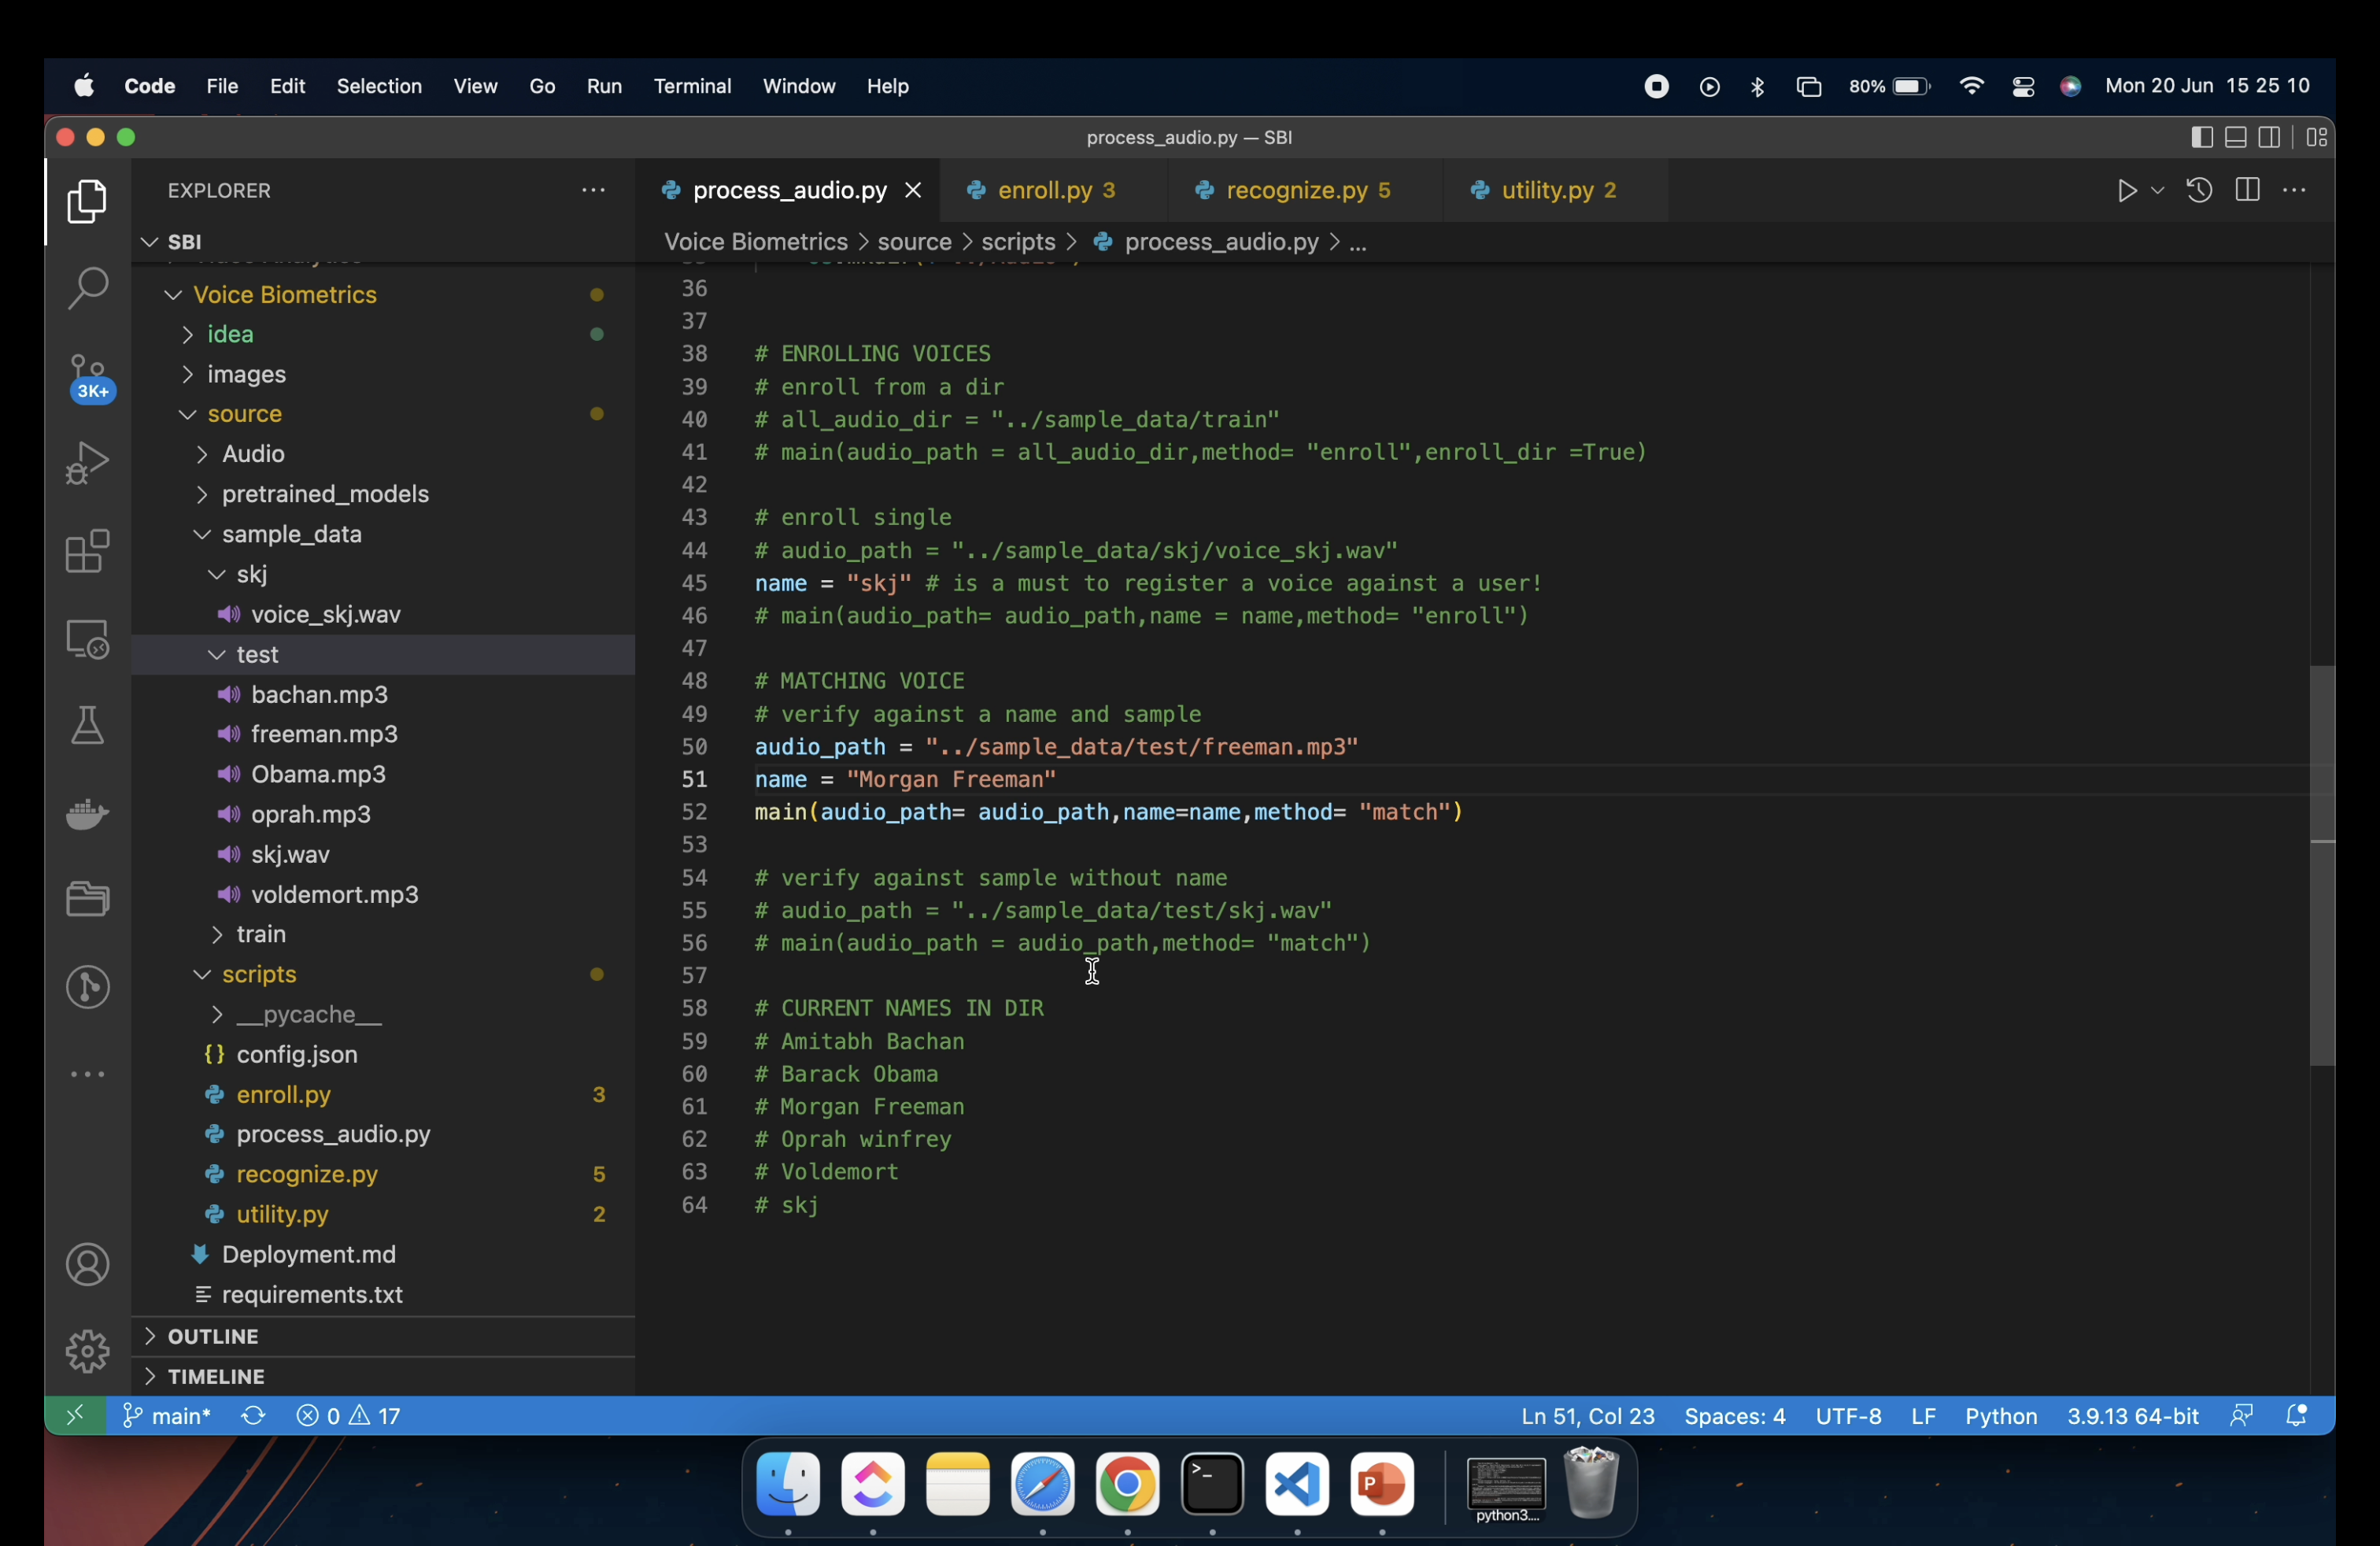 Code File Edit Selection View Go Run Terminal Window Help 80% Mon 20 Jun 15 25 10
process_audio.py — SBI
EXPLORER
SBI
Voice Biometrics
idea
images
3K+
source
Audio
pretrained_models
sample_data
skj
voice_skj.wav
test
bachan.mp3
freeman.mp3
Obama.mp3
oprah.mp3
skj.wav
voldemort.mp3
train
scripts
__pycache__
{} config.json
enroll.py 3
process_audio.py
recognize.py 5
utility.py 2
Deployment.md
requirements.txt
OUTLINE
TIMELINE
process_audio.py enroll.py 3 recognize.py 5 utility.py 2
Voice Biometrics > source > scripts > process_audio.py > ...
36
37
38 # ENROLLING VOICES
39 # enroll from a dir
40 # all_audio_dir = "../sample_data/train"
41 # main(audio_path = all_audio_dir,method= "enroll",enroll_dir =True)
42
43 # enroll single
44 # audio_path = "../sample_data/skj/voice_skj.wav"
45 name = "skj" # is a must to register a voice against a user!
46 # main(audio_path= audio_path,name = name,method= "enroll")
47
48 # MATCHING VOICE
49 # verify against a name and sample
50 audio_path = "../sample_data/test/freeman.mp3"
51 name = "Morgan Freeman"
52 main(audio_path= audio_path,name=name,method= "match")
53
54 # verify against sample without name
55 # audio_path = "../sample_data/test/skj.wav"
56 # main(audio_path = audio_path,method= "match")
57
58 # CURRENT NAMES IN DIR
59 # Amitabh Bachan
60 # Barack Obama
61 # Morgan Freeman
62 # Oprah winfrey
63 # Voldemort
64 # skj
main* 0 17 Ln 51, Col 23 Spaces: 4 UTF-8 LF Python 3.9.13 64-bit
P
python3....